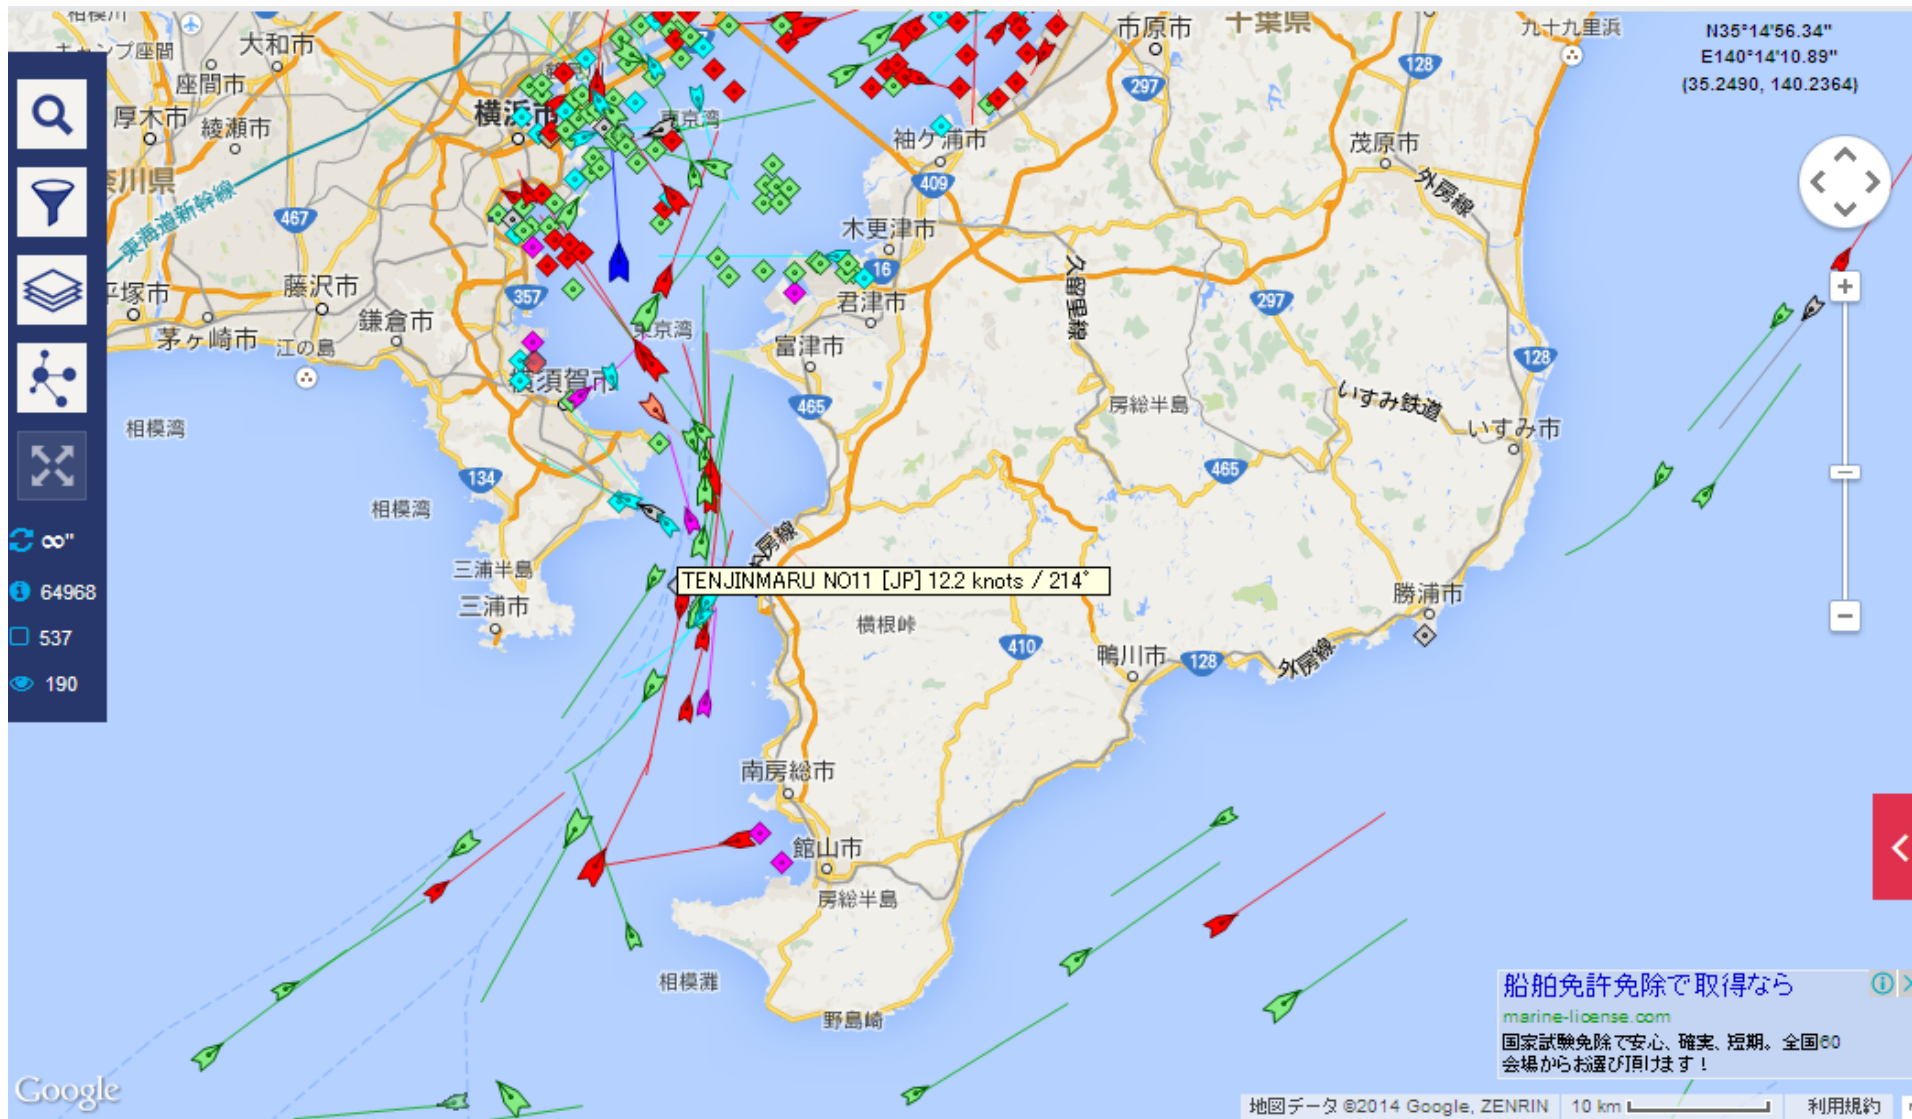 相模川
市原市
千葉県
九十九里浜
N35°14'56.34"
E140°14'10.89"
(35.2490, 140.2364)
キャンプ座間
大和市
座間市
厚木市
綾瀬市
横浜市
東京湾
袖ケ浦市
茂原市
128
297
409
外房線
奈川県
東海道新幹線
467
木更津市
16
君津市
久留里線
297
平塚市
藤沢市
357
鎌倉市
茅ヶ崎市
江の島
東京湾
富津市
128
横須賀市
465
房総半島
いすみ鉄道
いすみ市
相模湾
134
465
相模湾
∞"
64968
537
190
三浦半島
三浦市
房線
TENJINMARU NO11 [JP] 12.2 knots / 214°
勝浦市
横根峠
410
鴨川市
128
外房線
南房総市
館山市
房総半島
相模灘
野島崎
船舶免許免除で取得なら
marine-license.com
国家試験免除で安心、確実、短期。全国60
会場からお選び頂けます！
Google
地図データ ©2014 Google, ZENRIN
10 km
利用規約